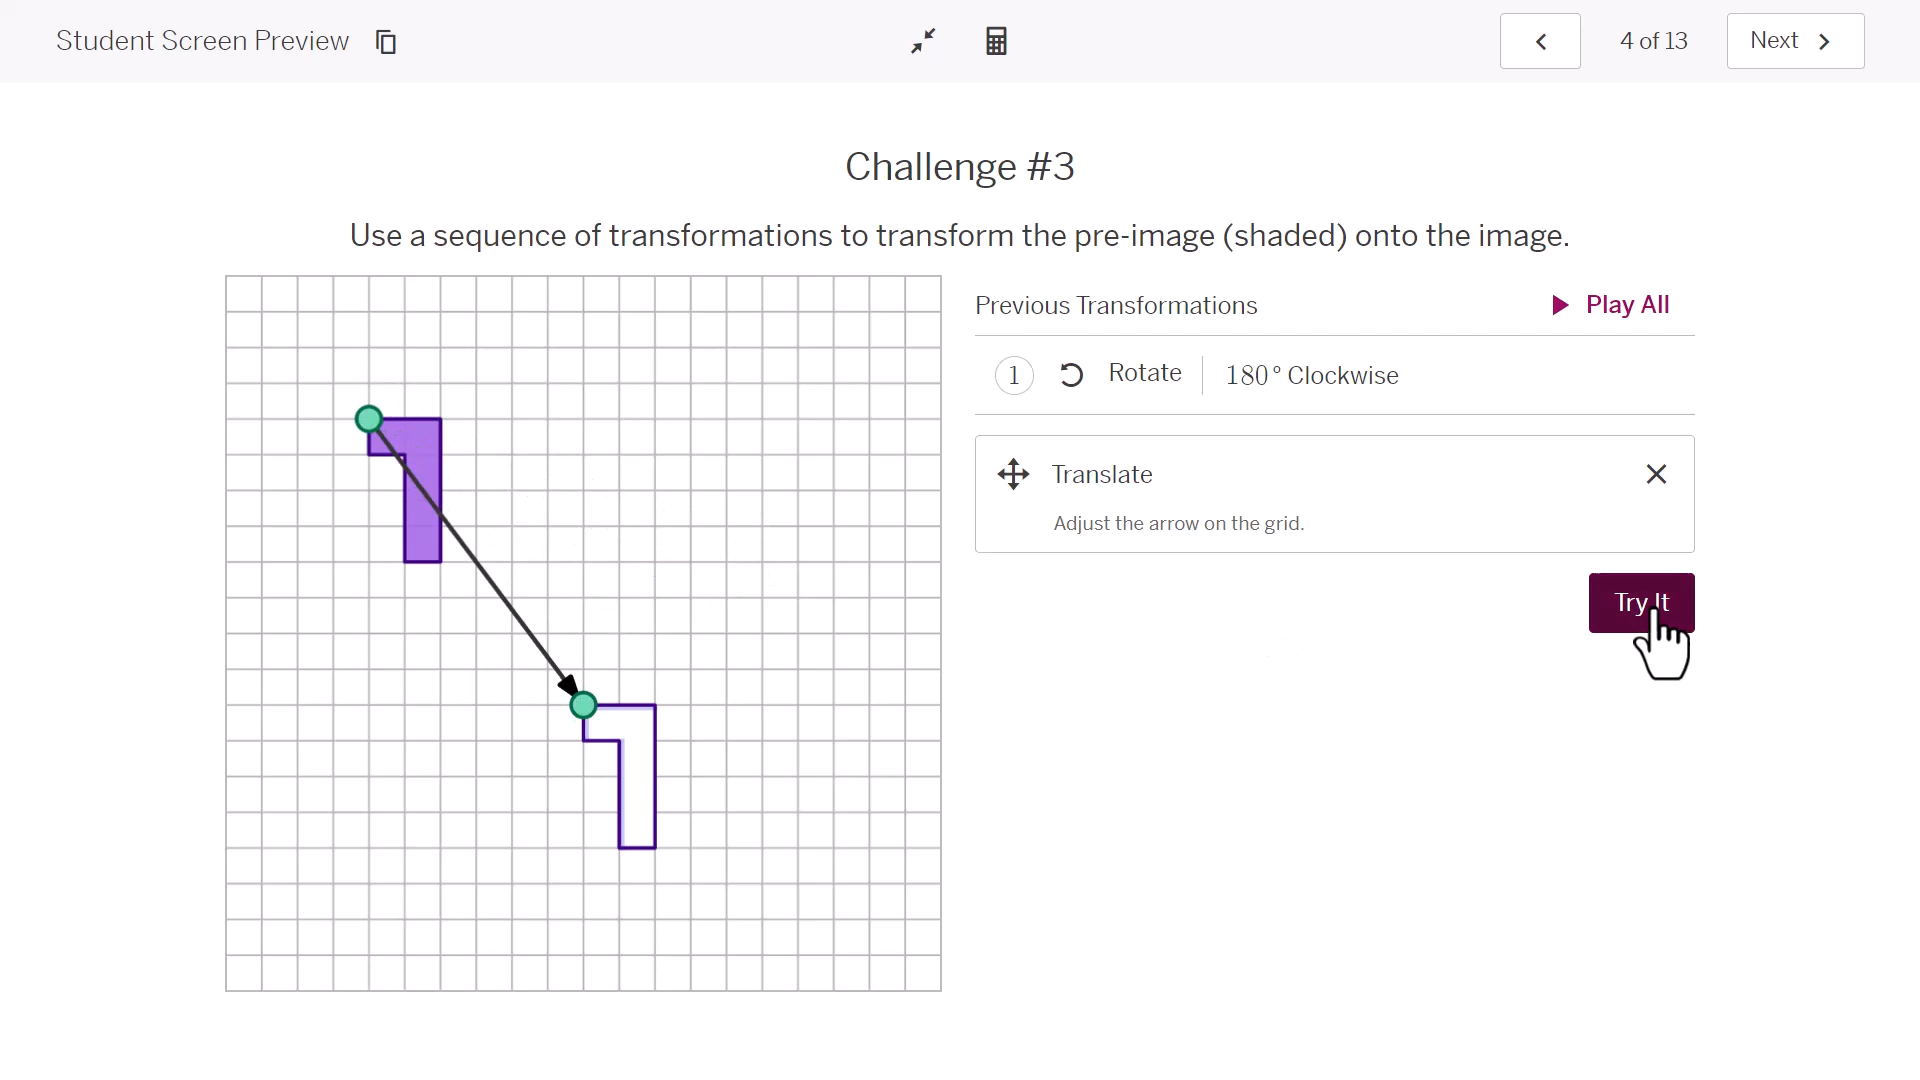 Student Screen Preview
4 of 13
Next
Challenge #3
Use a sequence of transformations to transform the pre-image (shaded) onto the image.
Previous Transformations
Play All
1 Rotate 180° Clockwise
Translate
Adjust the arrow on the grid.
Try It